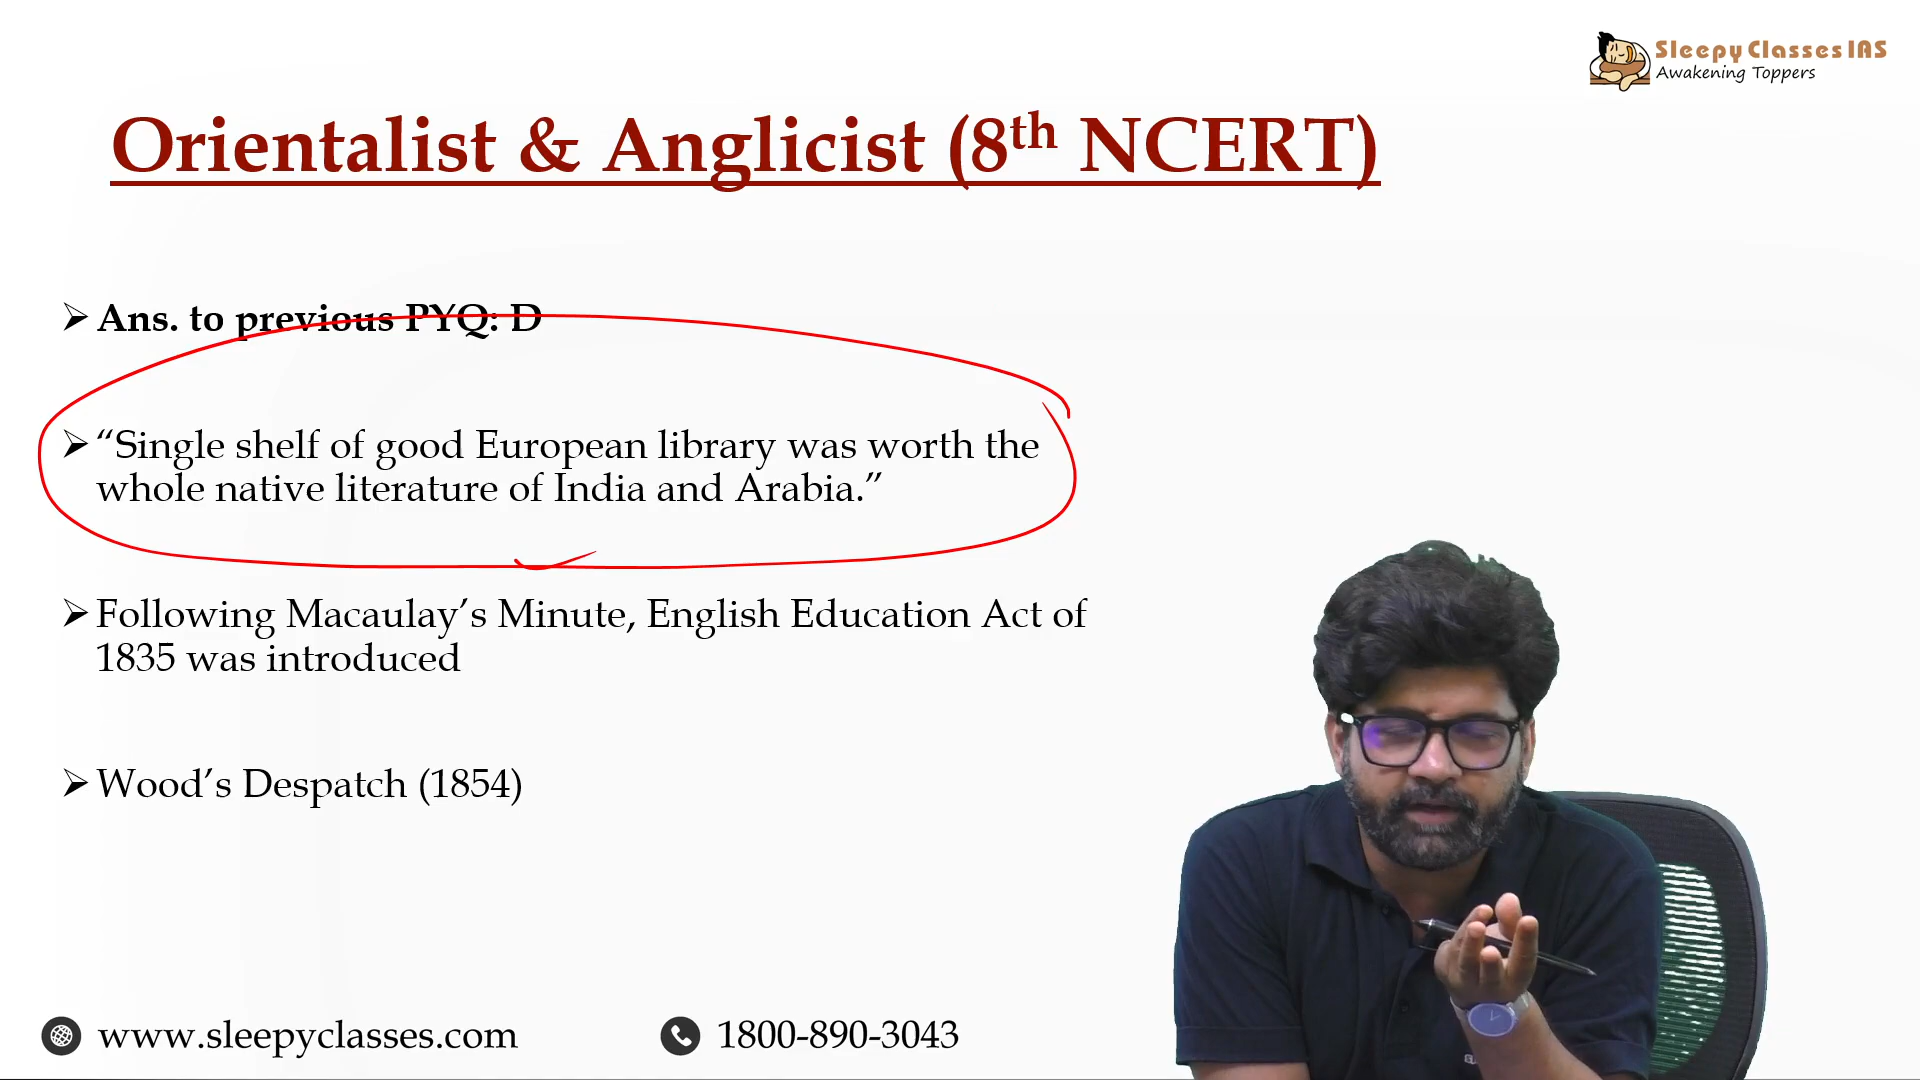 Sleepy Classes IAS
Awakening Toppers
Orientalist & Anglicist (8th NCERT)
➢ Ans. to previous PYQ: D
➢ “Single shelf of good European library was worth the
whole native literature of India and Arabia.”
➢ Following Macaulay’s Minute, English Education Act of
1835 was introduced
➢ Wood’s Despatch (1854)
www.sleepyclasses.com
1800-890-3043